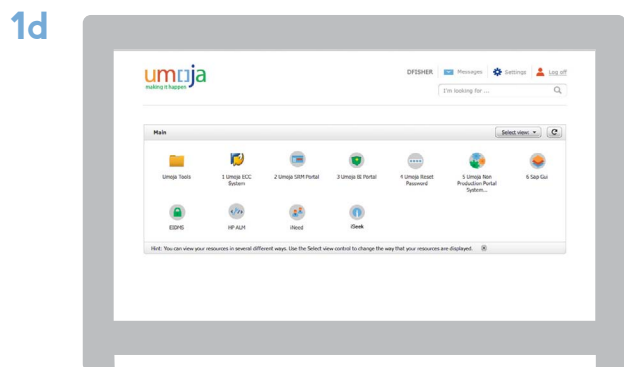 1d
umoja
making it happen
DFISHER Messages Settings Log off
I'm looking for ...
Main Select view:
Umoja Tools
1 Umoja ECC System
2 Umoja SRM Portal
3 Umoja BI Portal
4 Umoja Reset Password
5 Umoja Non Production Portal System...
6 Sap Gui
EIDMS
HP ALM
iNeed
iSeek
Hint: You can view your resources in several different ways. Use the Select view control to change the way that your resources are displayed.